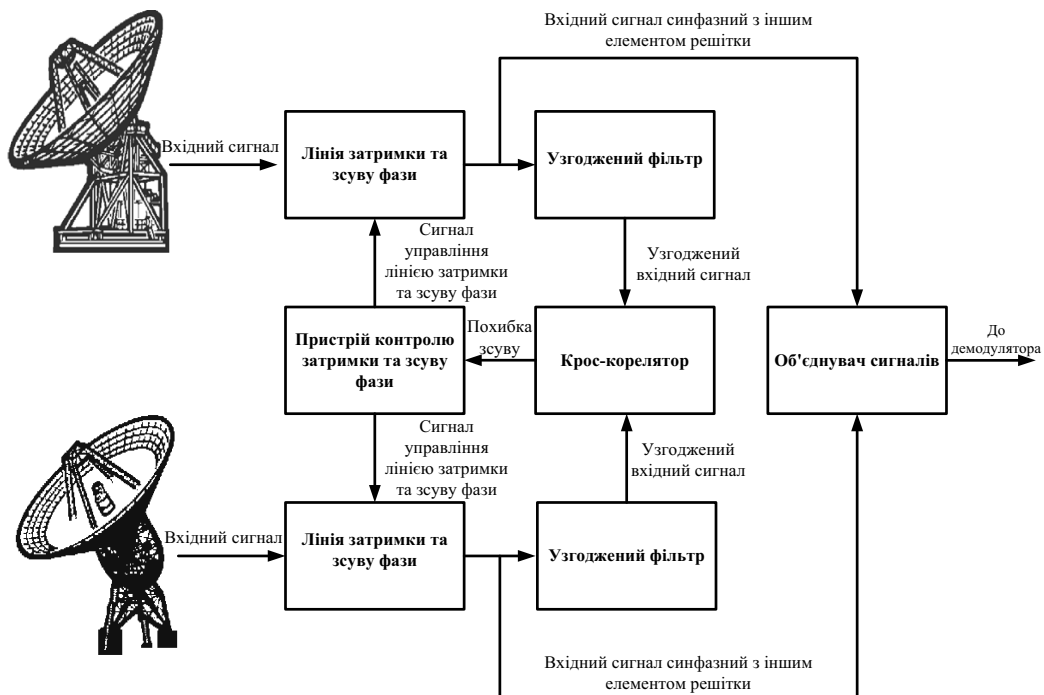 Вхідний сигнал синфазний з іншим
елементом решітки
Вхідний сигнал
Лінія затримки та
зсуву фази
Узгоджений фільтр
Сигнал
управління
лінією затримки
та зсуву фази
Узгоджений
вхідний сигнал
Пристрій контролю
затримки та зсуву
фази
Похибка
зсуву
Крос-корелятор
Об'єднувач сигналів
До
демодулятора
Сигнал
управління
лінією затримки
та зсуву фази
Узгоджений
вхідний сигнал
Вхідний сигнал
Лінія затримки та
зсуву фази
Узгоджений фільтр
Вхідний сигнал синфазний з іншим
елементом решітки